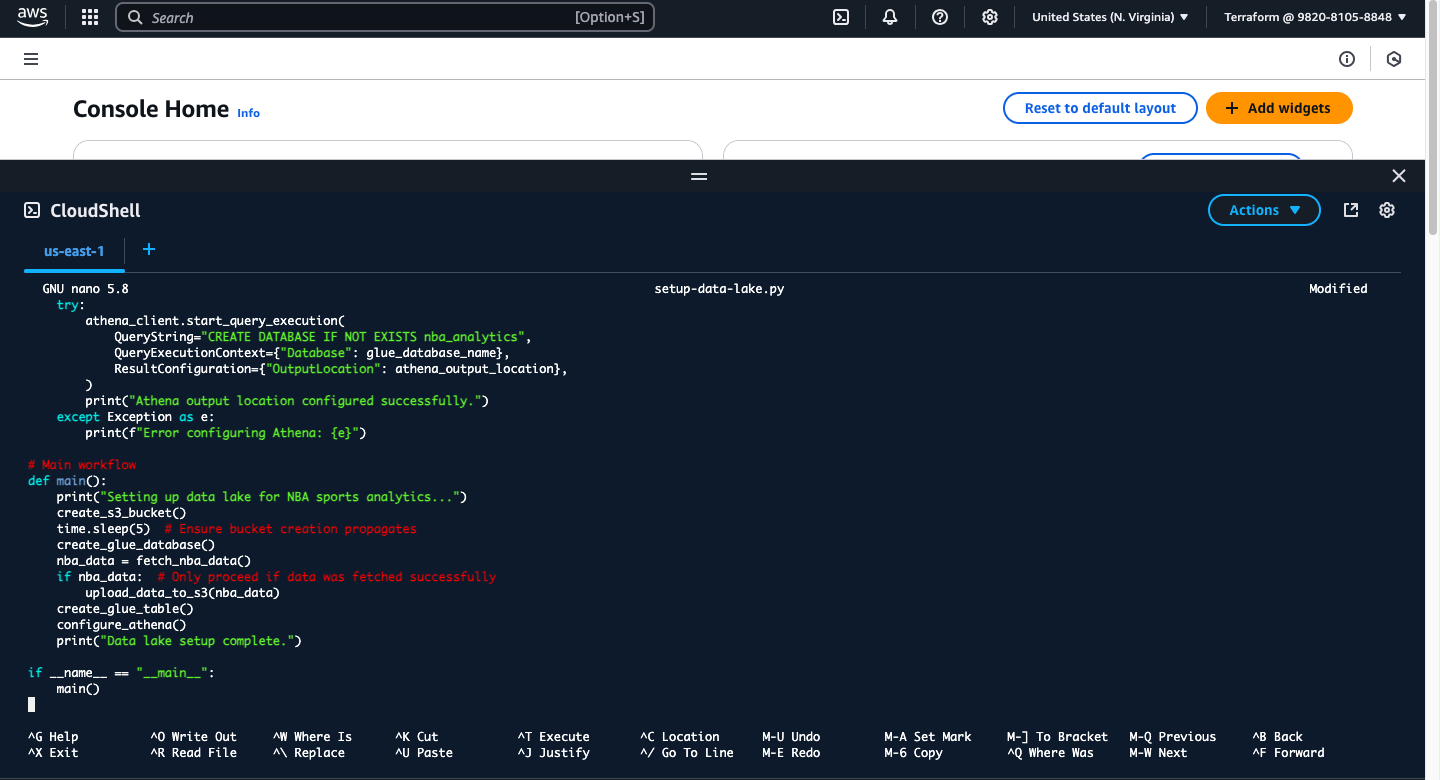 aws
Search [Option+S]
United States (N. Virginia) ▼
Terraform @ 9820-8105-8848 ▼
Console Home Info
Reset to default layout
+ Add widgets
CloudShell
Actions ▼
us-east-1 +
GNU nano 5.8 setup-data-lake.py Modified
    try:
        athena_client.start_query_execution(
            QueryString="CREATE DATABASE IF NOT EXISTS nba_analytics",
            QueryExecutionContext={"Database": glue_database_name},
            ResultConfiguration={"OutputLocation": athena_output_location},
        )
        print("Athena output location configured successfully.")
    except Exception as e:
        print(f"Error configuring Athena: {e}")
# Main workflow
def main():
    print("Setting up data lake for NBA sports analytics...")
    create_s3_bucket()
    time.sleep(5)  # Ensure bucket creation propagates
    create_glue_database()
    nba_data = fetch_nba_data()
    if nba_data:  # Only proceed if data was fetched successfully
        upload_data_to_s3(nba_data)
    create_glue_table()
    configure_athena()
    print("Data lake setup complete.")
if __name__ == "__main__":
    main()
^G Help ^O Write Out ^W Where Is ^K Cut ^T Execute ^C Location M-U Undo M-A Set Mark M-] To Bracket M-Q Previous ^B Back
^X Exit ^R Read File ^\ Replace ^U Paste ^J Justify ^/ Go To Line M-E Redo M-6 Copy ^Q Where Was M-W Next ^F Forward